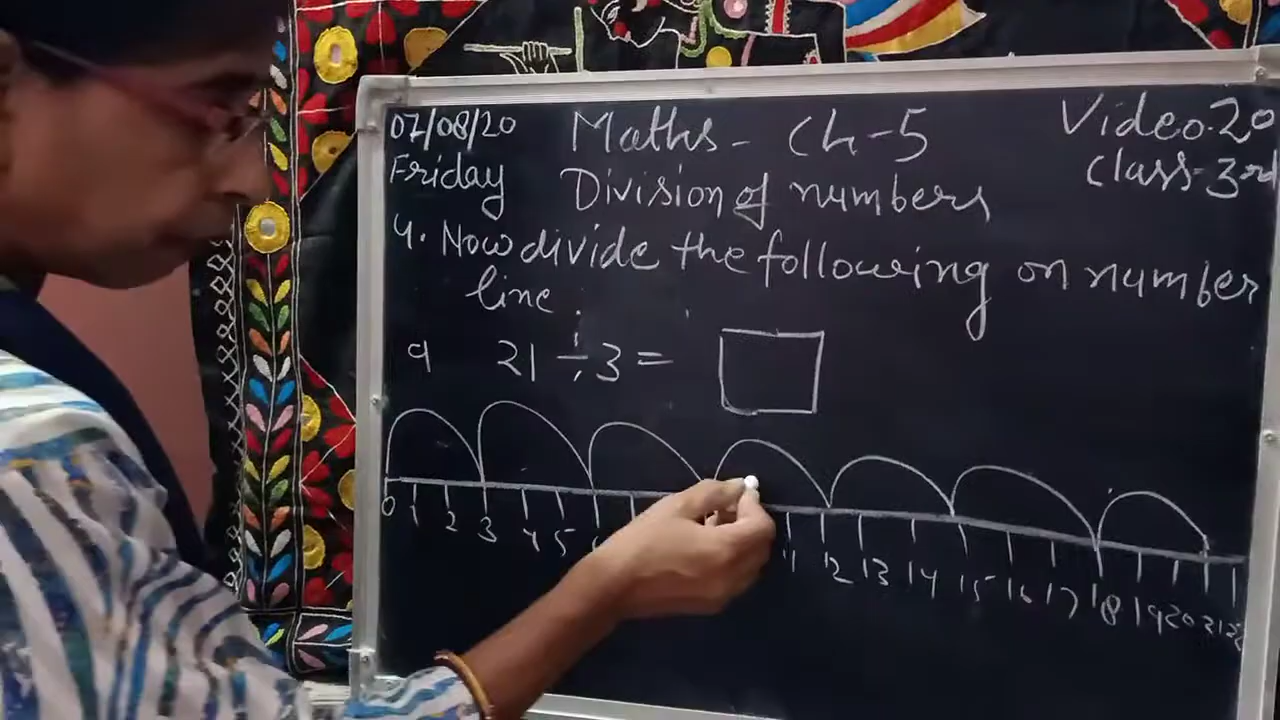 07/08/20 Maths - Ch-5 Video.20
Friday Division of numbers Class-3rd
4. Now divide the following on number
line
a 21 ÷ 3 =
0 1 2 3 4 5 11 12 13 14 15 16 17 18 19 20 21 22